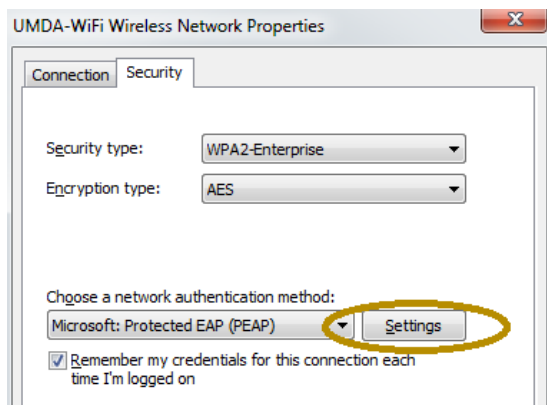 UMDA-WiFi Wireless Network Properties
Connection Security
Security type: WPA2-Enterprise
Encryption type: AES
Choose a network authentication method:
Microsoft: Protected EAP (PEAP) Settings
Remember my credentials for this connection each
time I'm logged on